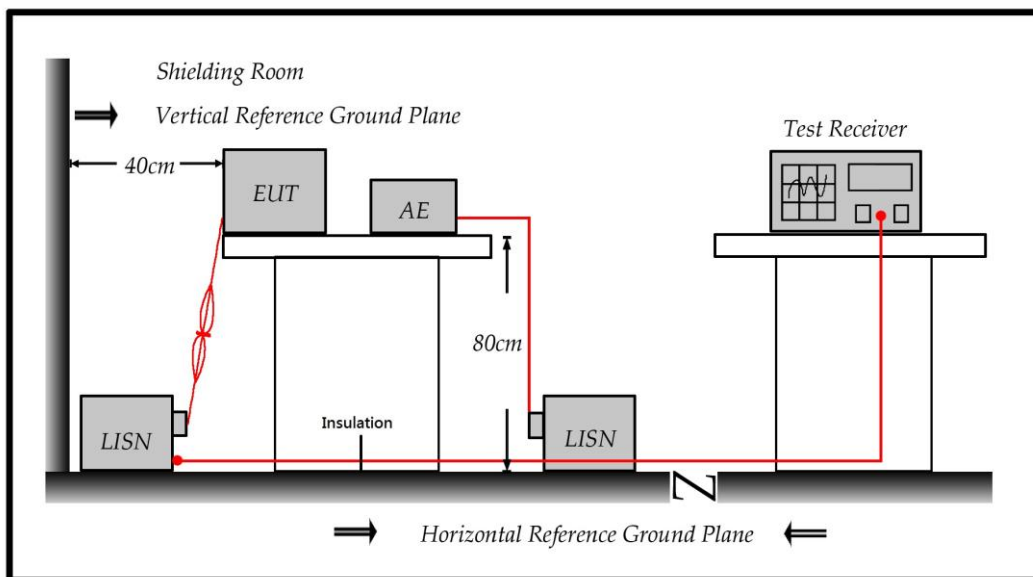 Shielding Room
Vertical Reference Ground Plane
Test Receiver
40cm
EUT
AE
80cm
Insulation
LISN
LISN
Horizontal Reference Ground Plane